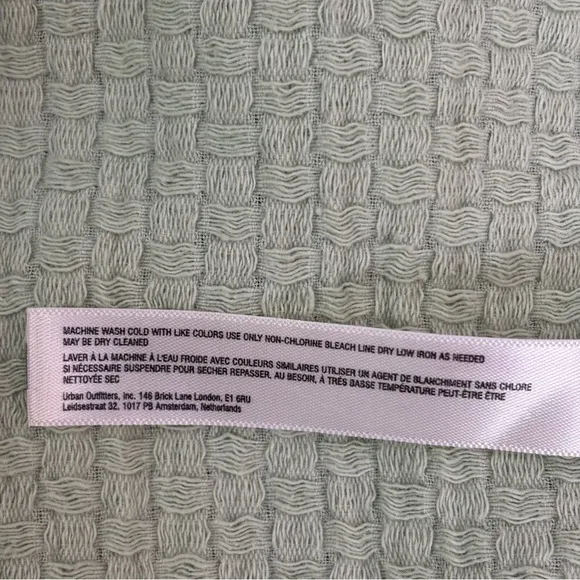 MACHINE WASH COLD WITH LIKE COLORS USE ONLY NON-CHLORINE BLEACH LINE DRY LOW IRON AS NEEDED
MAY BE DRY CLEANED
LAVER À LA MACHINE À L'EAU FROIDE AVEC COULEURS SIMILAIRES UTILISER UN AGENT DE BLANCHIMENT SANS CHLORE
SI NÉCESSAIRE SUSPENDRE POUR SECHER REPASSER, AU BESOIN, À TRÉS BASSE TEMPÉRATURE PEUT-ÊTRE ÊTRE
NETTOYÉE SEC
Urban Outfitters, Inc. 146 Brick Lane London, E1 6RU
Leidsestraat 32, 1017 PB Amsterdam, Netherlands